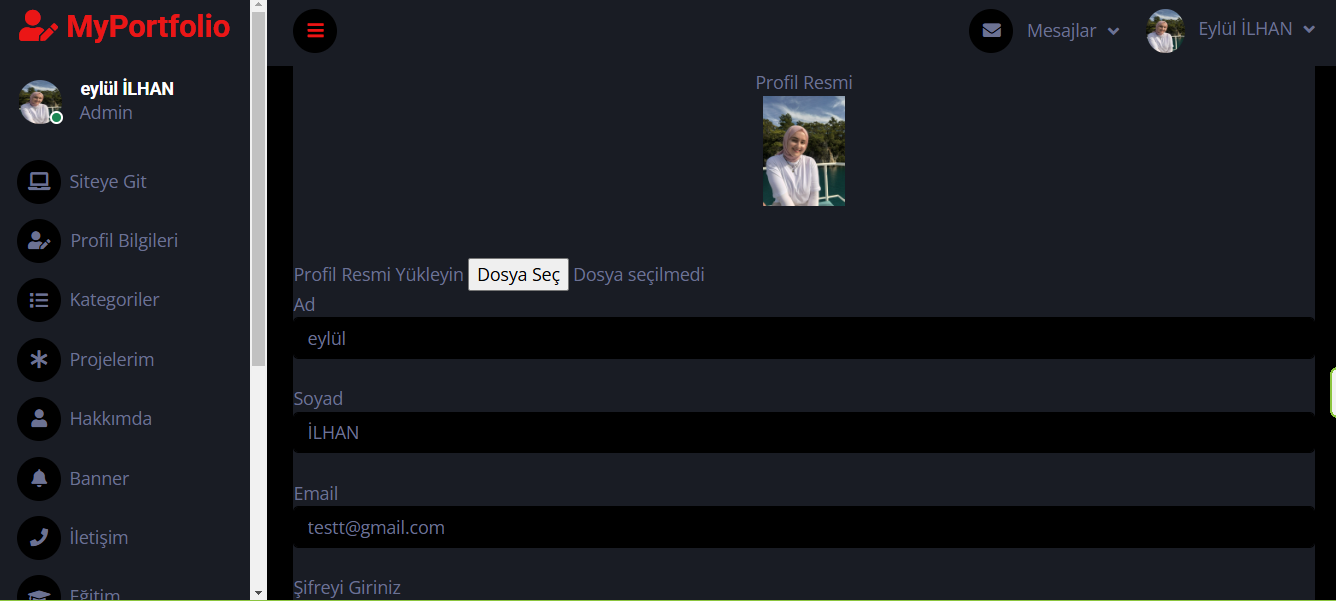 MyPortfolio
eylül İLHAN
Admin
Siteye Git
Profil Bilgileri
Kategoriler
Projelerim
Hakkımda
Banner
İletişim
Eğitim
Mesajlar
Eylül İLHAN
Profil Resmi
Profil Resmi Yükleyin Dosya Seç Dosya seçilmedi
Ad
eylül
Soyad
İLHAN
Email
testt@gmail.com
Şifreyi Giriniz